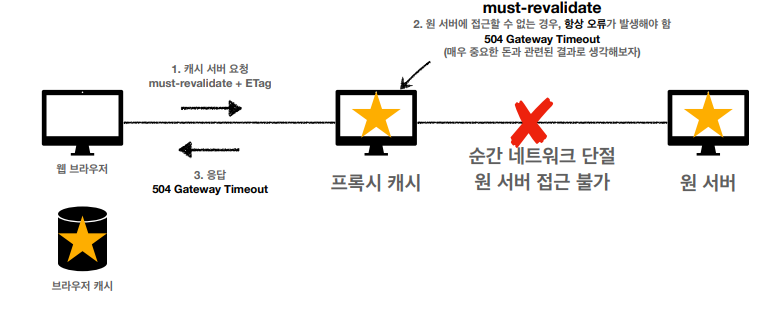 must-revalidate
2. 원 서버에 접근할 수 없는 경우, 항상 오류가 발생해야 함
504 Gateway Timeout
(매우 중요한 돈과 관련된 결과로 생각해보자)
1. 캐시 서버 요청
must-revalidate + ETag
웹 브라우저
3. 응답
504 Gateway Timeout
프록시 캐시
순간 네트워크 단절
원 서버 접근 불가
원 서버
브라우저 캐시